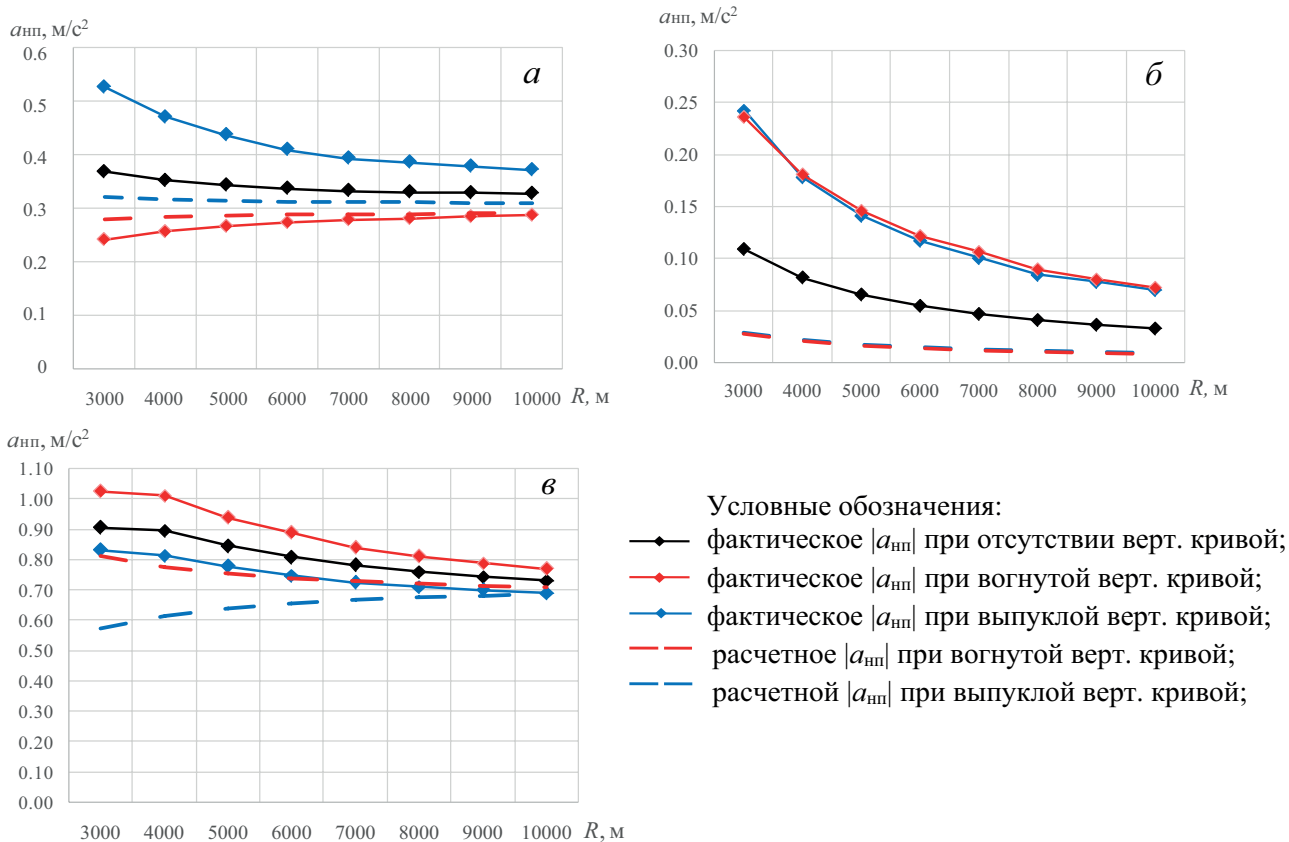 aнп, м/с²
0.6
0.5
0.4
0.3
0.2
0.1
0
а
3000 4000 5000 6000 7000 8000 9000 10000 R, м
aнп, м/с²
0.30
0.25
0.20
0.15
0.10
0.05
0.00
б
3000 4000 5000 6000 7000 8000 9000 10000 R, м
aнп, м/с²
1.10
1.00
0.90
0.80
0.70
0.60
0.50
0.40
0.30
0.20
0.10
0.00
в
3000 4000 5000 6000 7000 8000 9000 10000 R, м
Условные обозначения:
фактическое |aнп| при отсутствии верт. кривой;
фактическое |aнп| при вогнутой верт. кривой;
фактическое |aнп| при выпуклой верт. кривой;
расчетное |aнп| при вогнутой верт. кривой;
расчетной |aнп| при выпуклой верт. кривой;